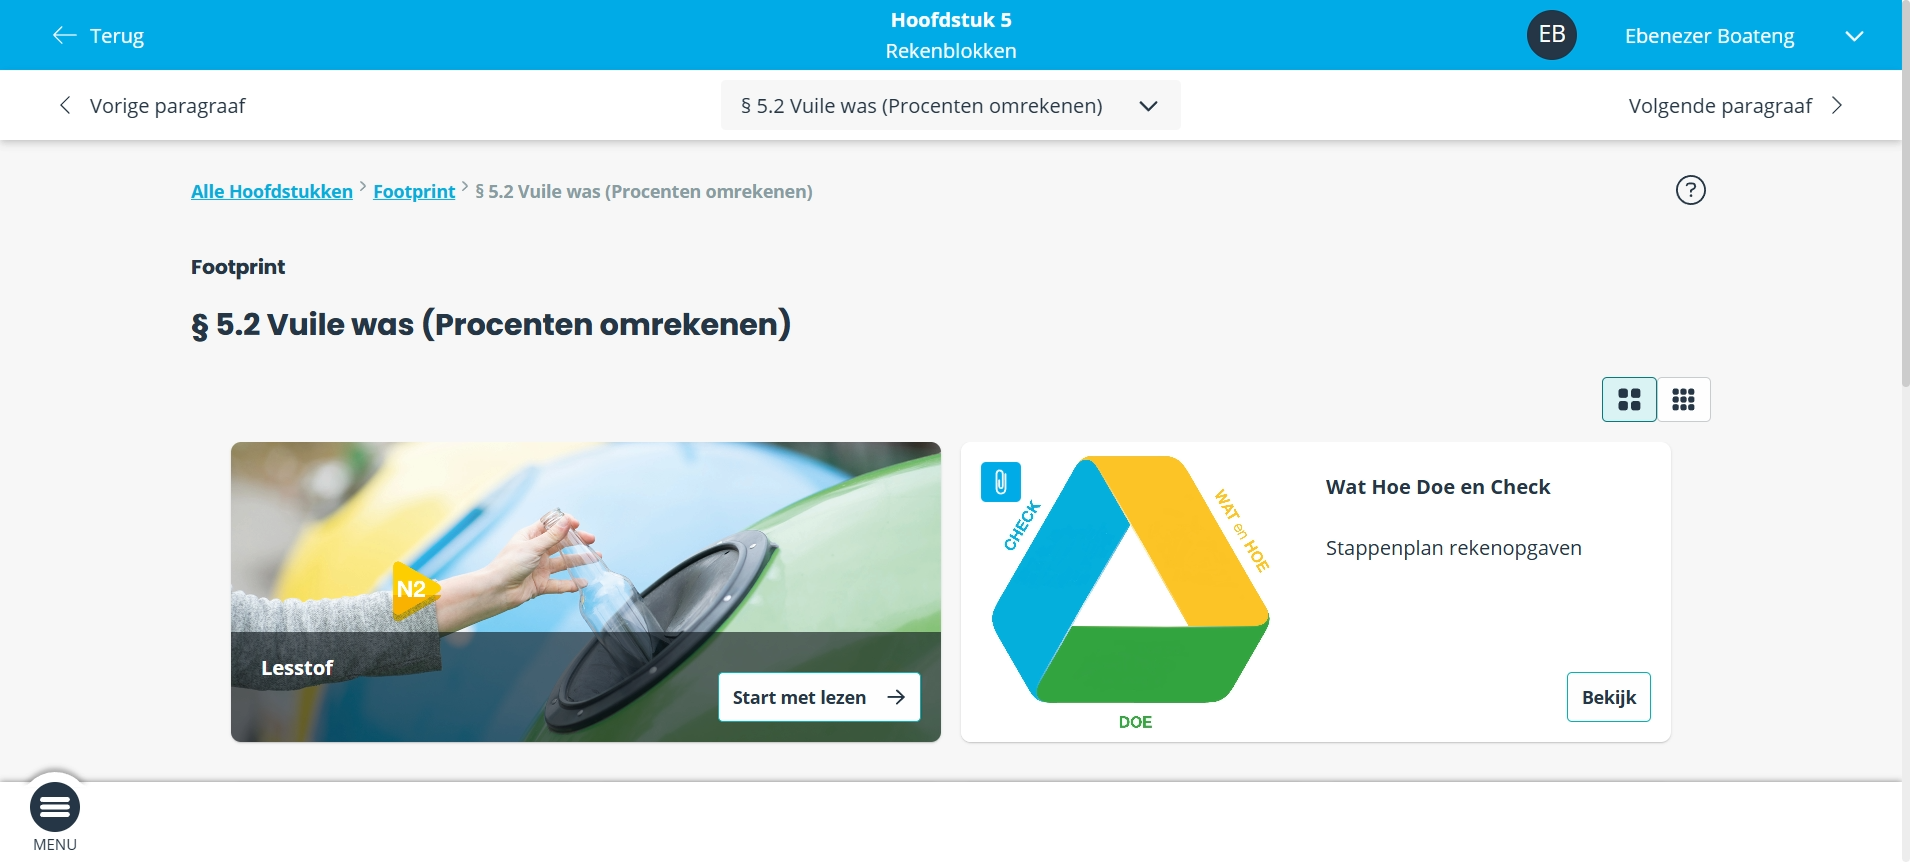 Terug
Hoofdstuk 5
Rekenblokken
EB
Ebenezer Boateng
Vorige paragraaf
§ 5.2 Vuile was (Procenten omrekenen)
Volgende paragraaf
Alle Hoofdstukken > Footprint > § 5.2 Vuile was (Procenten omrekenen)
?
Footprint
§ 5.2 Vuile was (Procenten omrekenen)
N2
Lesstof
Start met lezen
CHECK
WAT en HOE
DOE
Wat Hoe Doe en Check
Stappenplan rekenopgaven
Bekijk
MENU